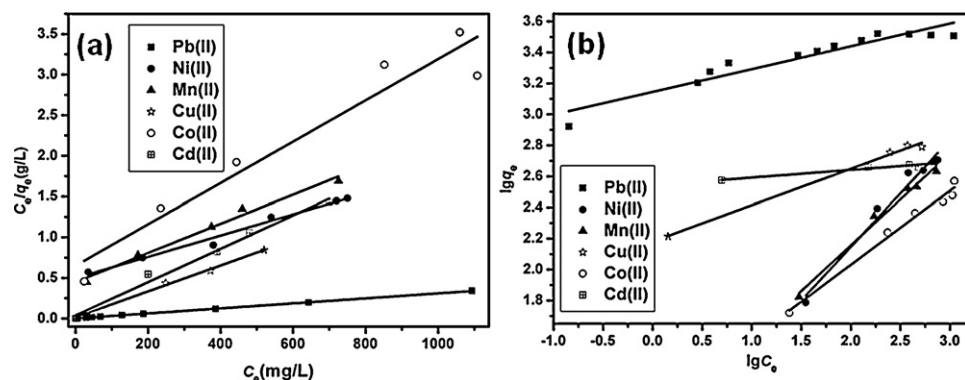 (a)
Pb(II)
Ni(II)
Mn(II)
Cu(II)
Co(II)
Cd(II)
3.5
3.0
2.5
2.0
1.5
1.0
0.5
0.0
Ce/qe(g/L)
0 200 400 600 800 1000
Ce(mg/L)
(b)
3.6
3.4
3.2
3.0
2.8
2.6
2.4
2.2
2.0
1.8
1.6
lgqe
Pb(II)
Ni(II)
Mn(II)
Cu(II)
Co(II)
Cd(II)
-1.0 -0.5 0.0 0.5 1.0 1.5 2.0 2.5 3.0
lgCe